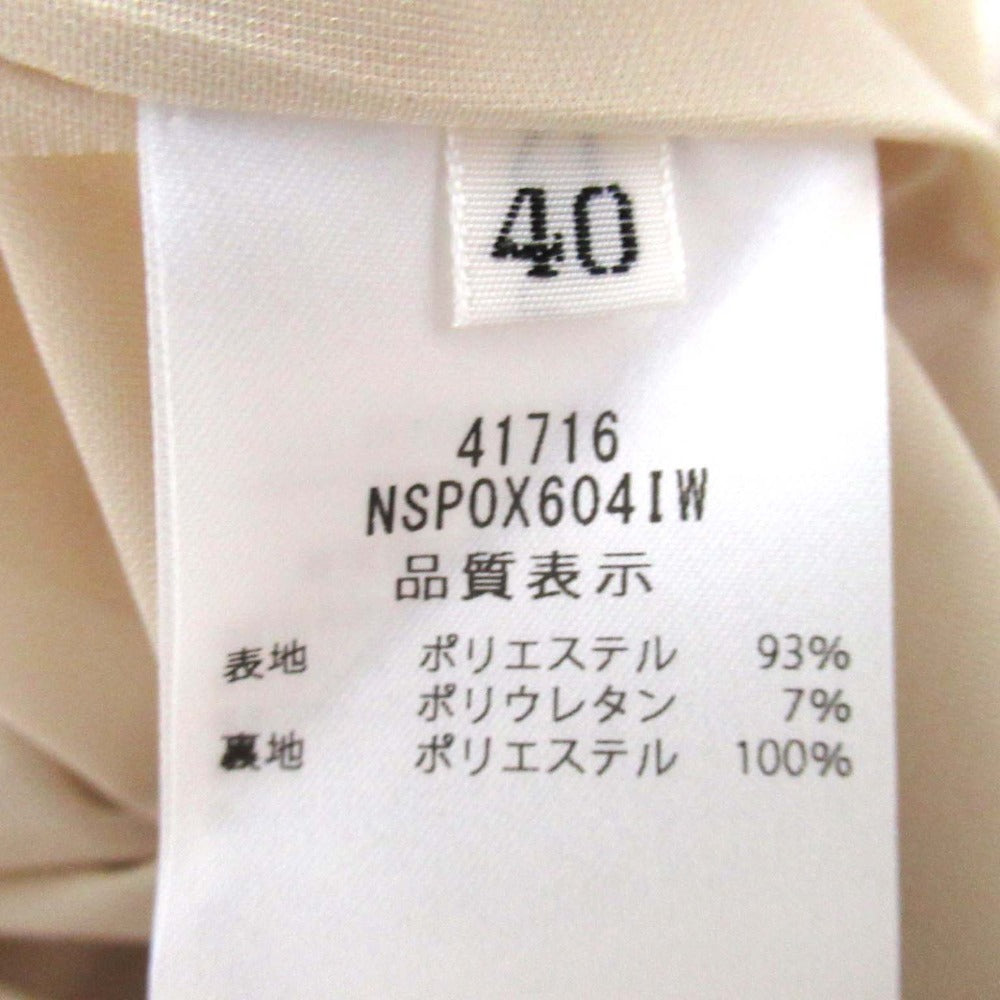 40
41716
NSPOX604IW
品質表示
表地 ポリエステル 93%
ポリウレタン 7%
裏地 ポリエステル 100%